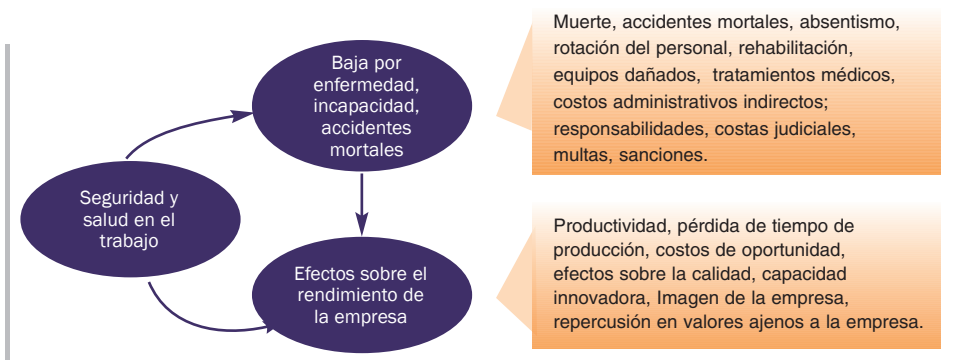 Baja por
enfermedad,
incapacidad,
accidentes
mortales
Muerte, accidentes mortales, absentismo,
rotación del personal, rehabilitación,
equipos dañados, tratamientos médicos,
costos administrativos indirectos;
responsabilidades, costas judiciales,
multas, sanciones.
Seguridad y
salud en el
trabajo
Efectos sobre el
rendimiento de
la empresa
Productividad, pérdida de tiempo de
producción, costos de oportunidad,
efectos sobre la calidad, capacidad
innovadora, Imagen de la empresa,
repercusión en valores ajenos a la empresa.